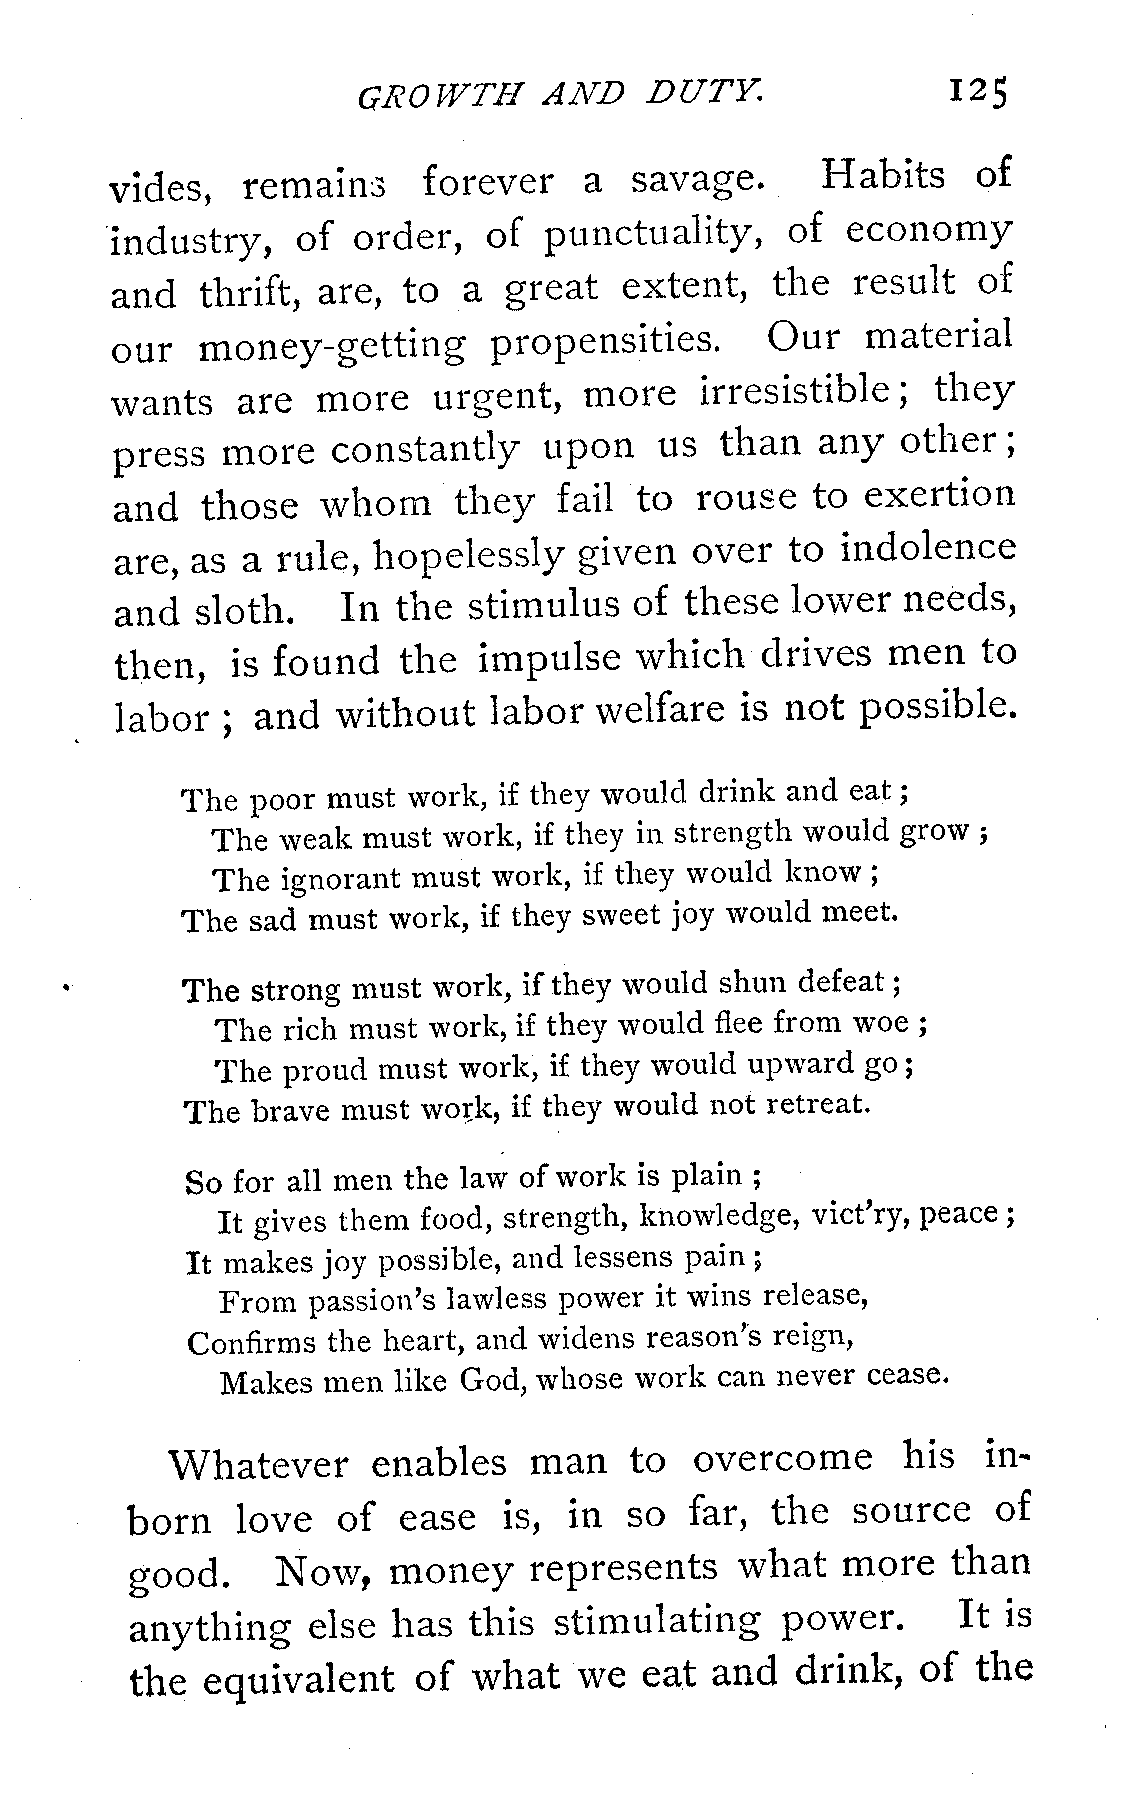 GROWTH AND DUTY. 125
vides, remains forever a savage. Habits of
industry, of order, of punctuality, of economy
and thrift, are, to a great extent, the result of
our money-getting propensities. Our material
wants are more urgent, more irresistible; they
press more constantly upon us than any other;
and those whom they fail to rouse to exertion
are, as a rule, hopelessly given over to indolence
and sloth. In the stimulus of these lower needs,
then, is found the impulse which drives men to
labor; and without labor welfare is not possible.
The poor must work, if they would drink and eat;
The weak must work, if they in strength would grow;
The ignorant must work, if they would know;
The sad must work, if they sweet joy would meet.
The strong must work, if they would shun defeat;
The rich must work, if they would flee from woe;
The proud must work, if they would upward go;
The brave must work, if they would not retreat.
So for all men the law of work is plain;
It gives them food, strength, knowledge, vict'ry, peace;
It makes joy possible, and lessens pain;
From passion's lawless power it wins release,
Confirms the heart, and widens reason's reign,
Makes men like God, whose work can never cease.
Whatever enables man to overcome his in-
born love of ease is, in so far, the source of
good. Now, money represents what more than
anything else has this stimulating power. It is
the equivalent of what we eat and drink, of the